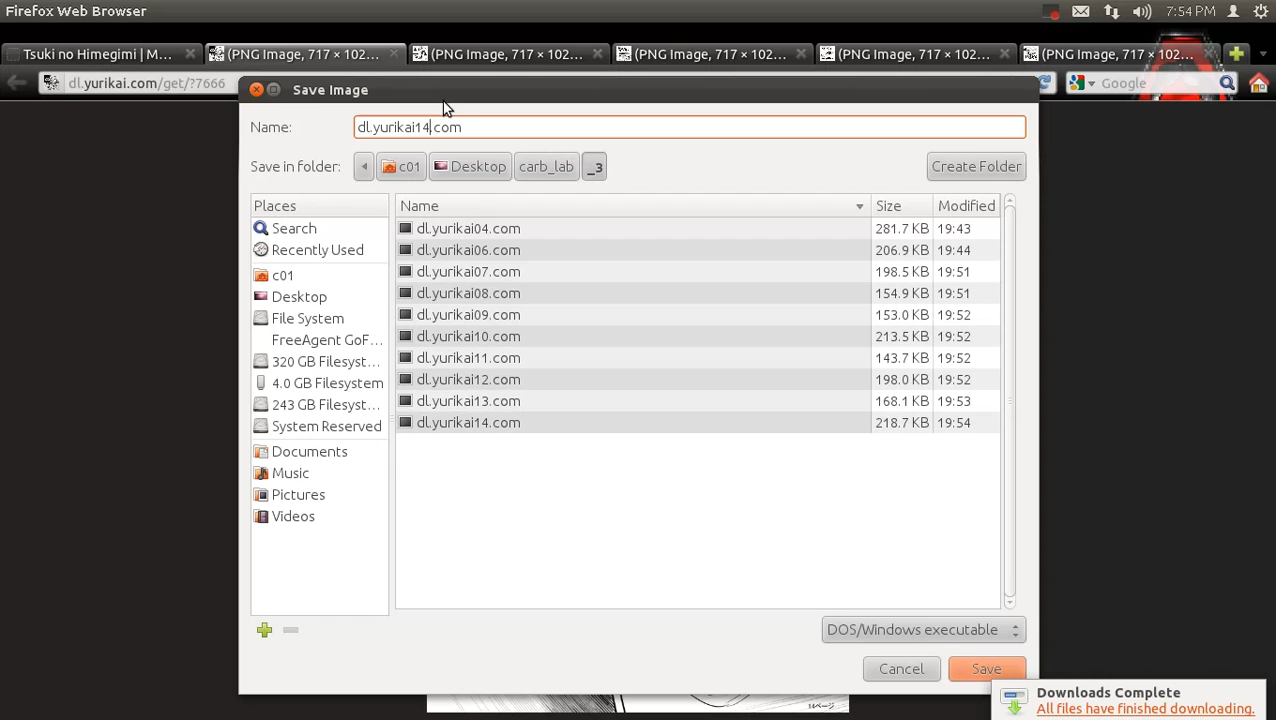 Firefox Web Browser
7:54 PM
Tsuki no Himegimi | M...
(PNG Image, 717 × 102...
(PNG Image, 717 × 102...
(PNG Image, 717 × 102...
(PNG Image, 717 × 102...
(PNG Image, 717 × 102...
dl.yurikai.com/get/?7666
Google
Save Image
Name:
dl.yurikai14.com
Save in folder:
c01
Desktop
carb_lab
_3
Create Folder
Places
Search
Recently Used
c01
Desktop
File System
FreeAgent GoF...
320 GB Filesyst...
4.0 GB Filesystem
243 GB Filesyst...
System Reserved
Documents
Music
Pictures
Videos
Name Size Modified
dl.yurikai04.com 281.7 KB 19:43
dl.yurikai06.com 206.9 KB 19:44
dl.yurikai07.com 198.5 KB 19:51
dl.yurikai08.com 154.9 KB 19:51
dl.yurikai09.com 153.0 KB 19:52
dl.yurikai10.com 213.5 KB 19:52
dl.yurikai11.com 143.7 KB 19:52
dl.yurikai12.com 198.0 KB 19:52
dl.yurikai13.com 168.1 KB 19:53
dl.yurikai14.com 218.7 KB 19:54
DOS/Windows executable
Cancel
Save
14ページ
Downloads Complete
All files have finished downloading.